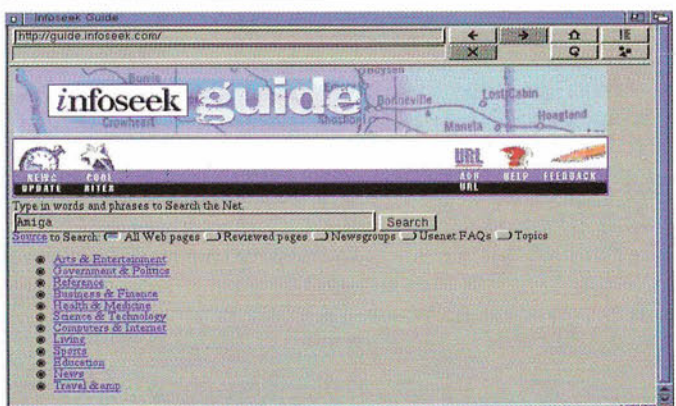 Infoseek Guide
http://guide.infoseek.com/
Burris
Lost Cabin
Bonneville
infoseek guide
Hoagland
Crowheart
Shoshoni
Maneta
NEWS UPDATE
COOL SITES
ADD URL
HELP
FEEDBACK
Type in words and phrases to Search the Net.
Amiga Search
Source to Search: All Web pages Reviewed pages Newsgroups Usenet FAQs Topics
Arts & Entertainment
Government & Politics
Reference
Business & Finance
Health & Medicine
Science & Technology
Computers & Internet
Living
Sports
Education
News
Travel &amp